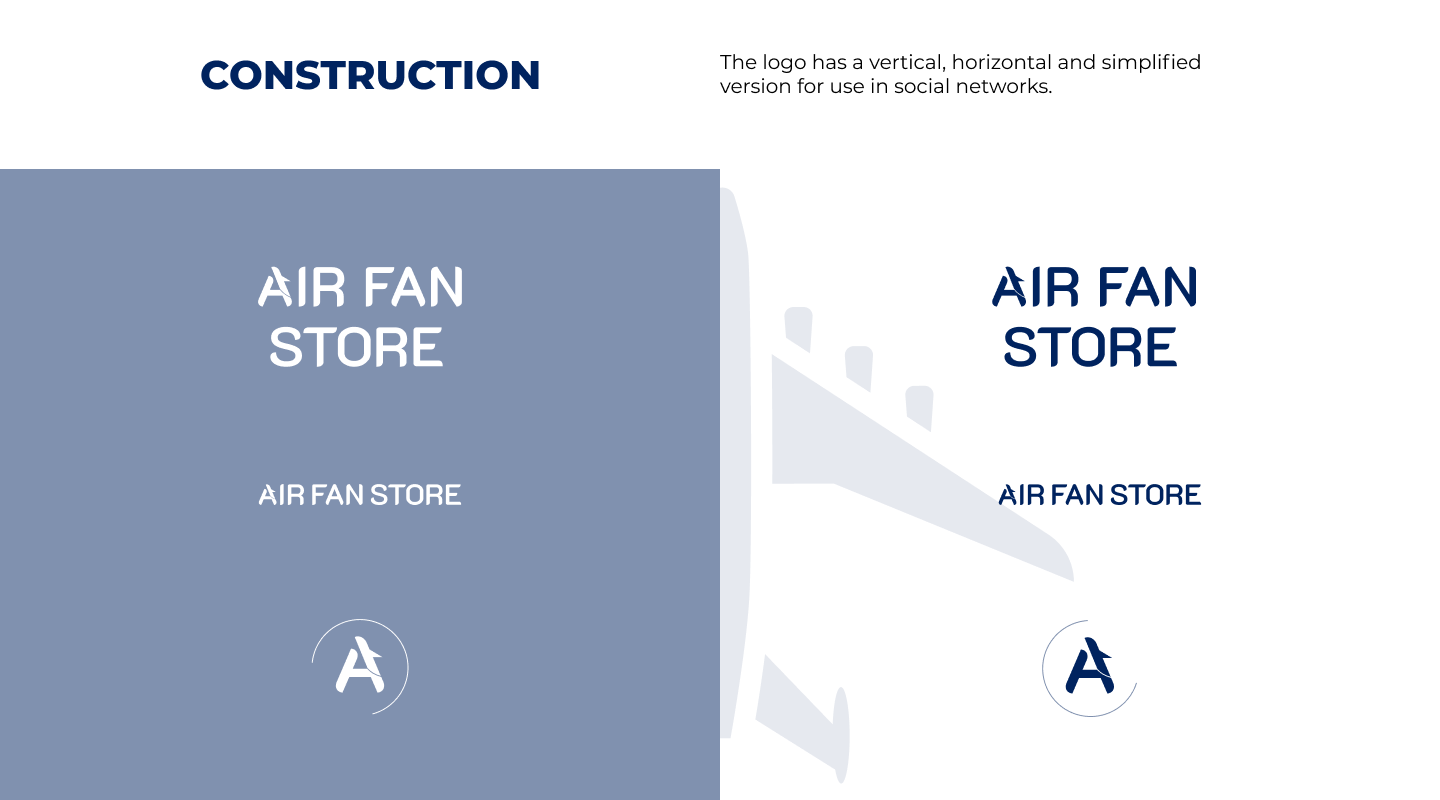 CONSTRUCTION
The logo has a vertical, horizontal and simplified
version for use in social networks.
AIR FAN
STORE
AIR FAN STORE
A
AIR FAN
STORE
AIR FAN STORE
A